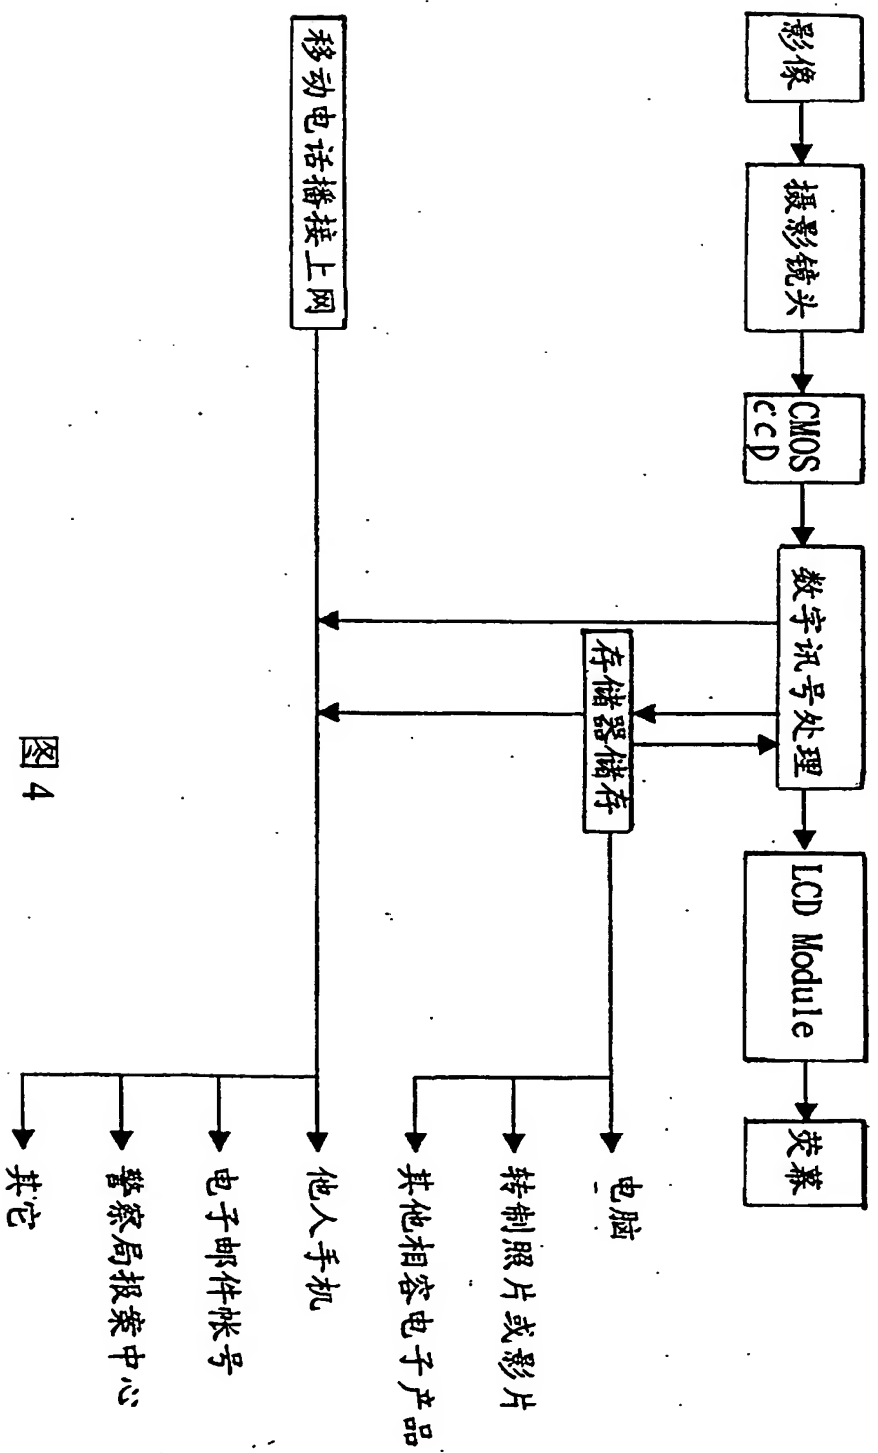 影像
摄影镜头
CMOS
CCD
数字讯号处理
LCD Module
荧幕
存储器储存
电脑
转制照片或影片
其他相容电子产品
移动电话播接上网
他人手机
电子邮件帐号
警察局报案中心
其它
图4